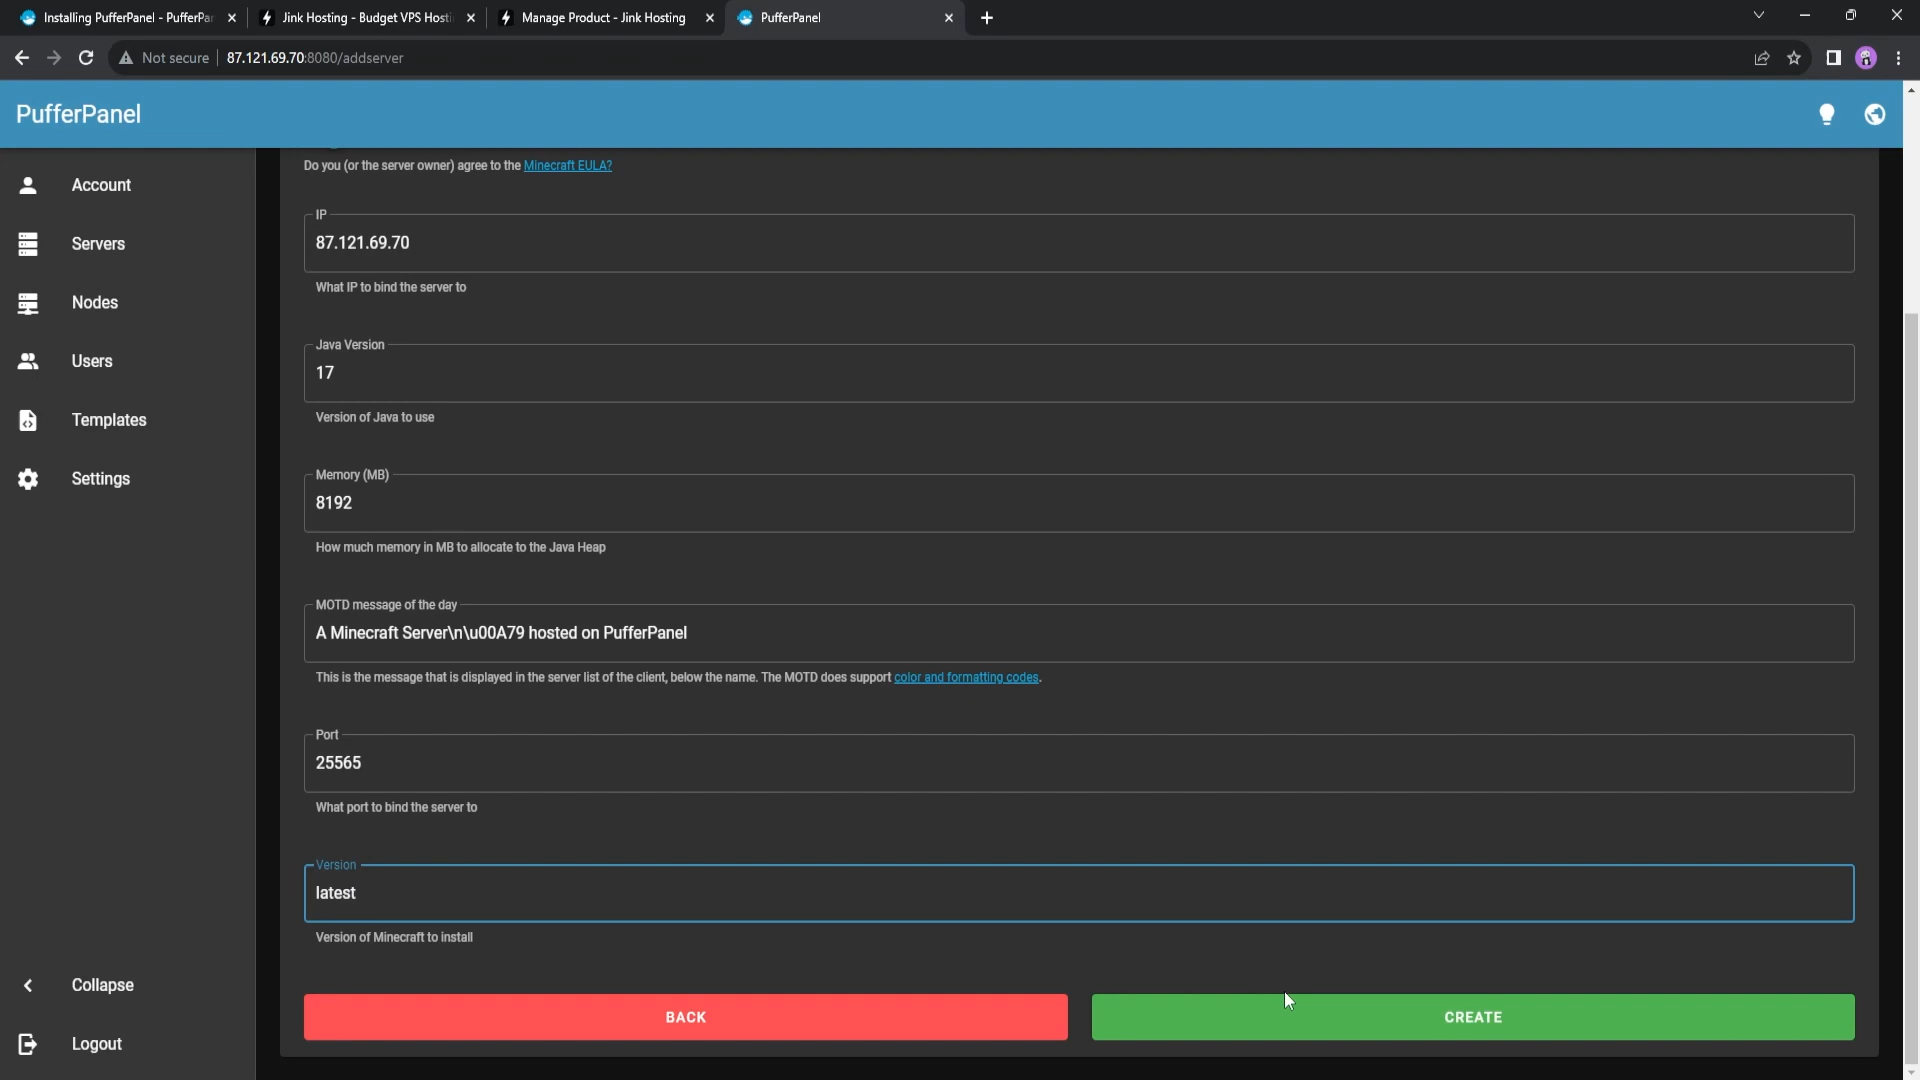 Installing PufferPanel - PufferPa
Jink Hosting - Budget VPS Hosti
Manage Product - Jink Hosting
PufferPanel
Not secure
87.121.69.70:8080/addserver
PufferPanel
Account
Servers
Nodes
Users
Templates
Settings
Collapse
Logout
Do you (or the server owner) agree to the Minecraft EULA?
IP
87.121.69.70
What IP to bind the server to
Java Version
17
Version of Java to use
Memory (MB)
8192
How much memory in MB to allocate to the Java Heap
MOTD message of the day
A Minecraft Server\n\u00A79 hosted on PufferPanel
This is the message that is displayed in the server list of the client, below the name. The MOTD does support color and formatting codes.
Port
25565
What port to bind the server to
Version
latest
Version of Minecraft to install
BACK
CREATE